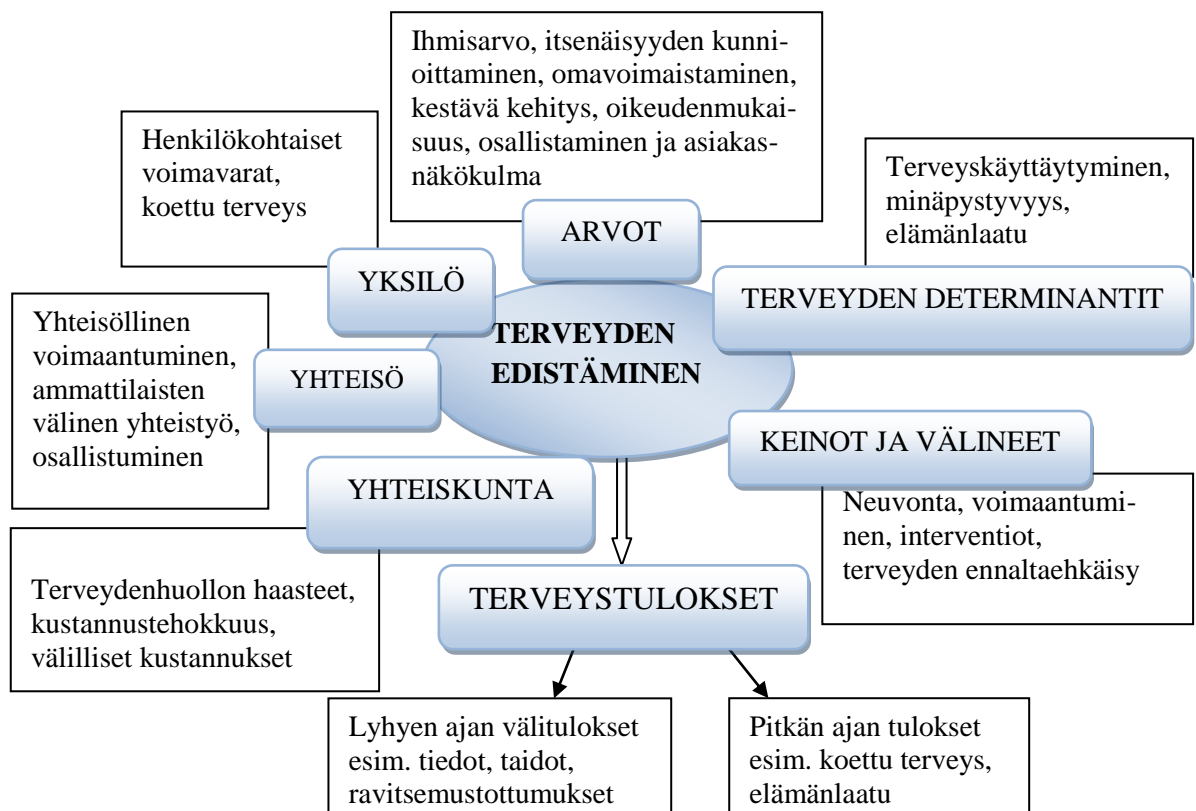 Ihmisarvo, itsenäisyyden kunni-
oittaminen, omavoimaistaminen,
kestävä kehitys, oikeudenmukai-
suus, osallistaminen ja asiakas-
näkökulma
ARVOT
Henkilökohtaiset
voimavarat,
koettu terveys
YKSILÖ
Terveyskäyttäytyminen,
minäpystyvyys,
elämänlaatu
TERVEYDEN DETERMINANTIT
TERVEYDEN
EDISTÄMINEN
Yhteisöllinen
voimaantuminen,
ammattilaisten
välinen yhteistyö,
osallistuminen
YHTEISÖ
KEINOT JA VÄLINEET
Neuvonta, voimaantumi-
nen, interventiot,
terveyden ennaltaehkäisy
YHTEISKUNTA
Terveydenhuollon haasteet,
kustannustehokkuus,
välilliset kustannukset
TERVEYSTULOKSET
Lyhyen ajan välitulokset
esim. tiedot, taidot,
ravitsemustottumukset
Pitkän ajan tulokset
esim. koettu terveys,
elämänlaatu